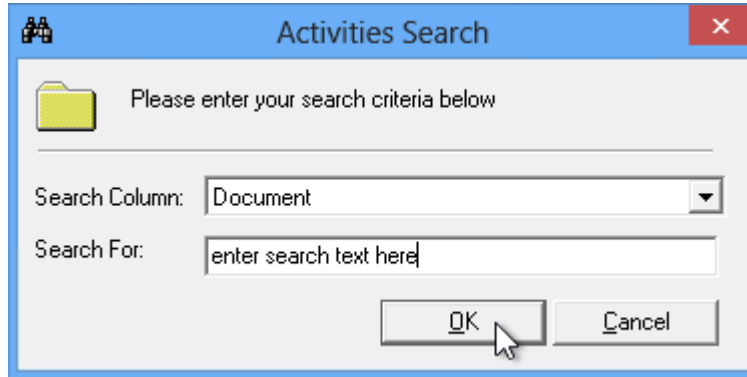 Activities Search
Please enter your search criteria below
Search Column: Document
Search For: enter search text here
OK Cancel